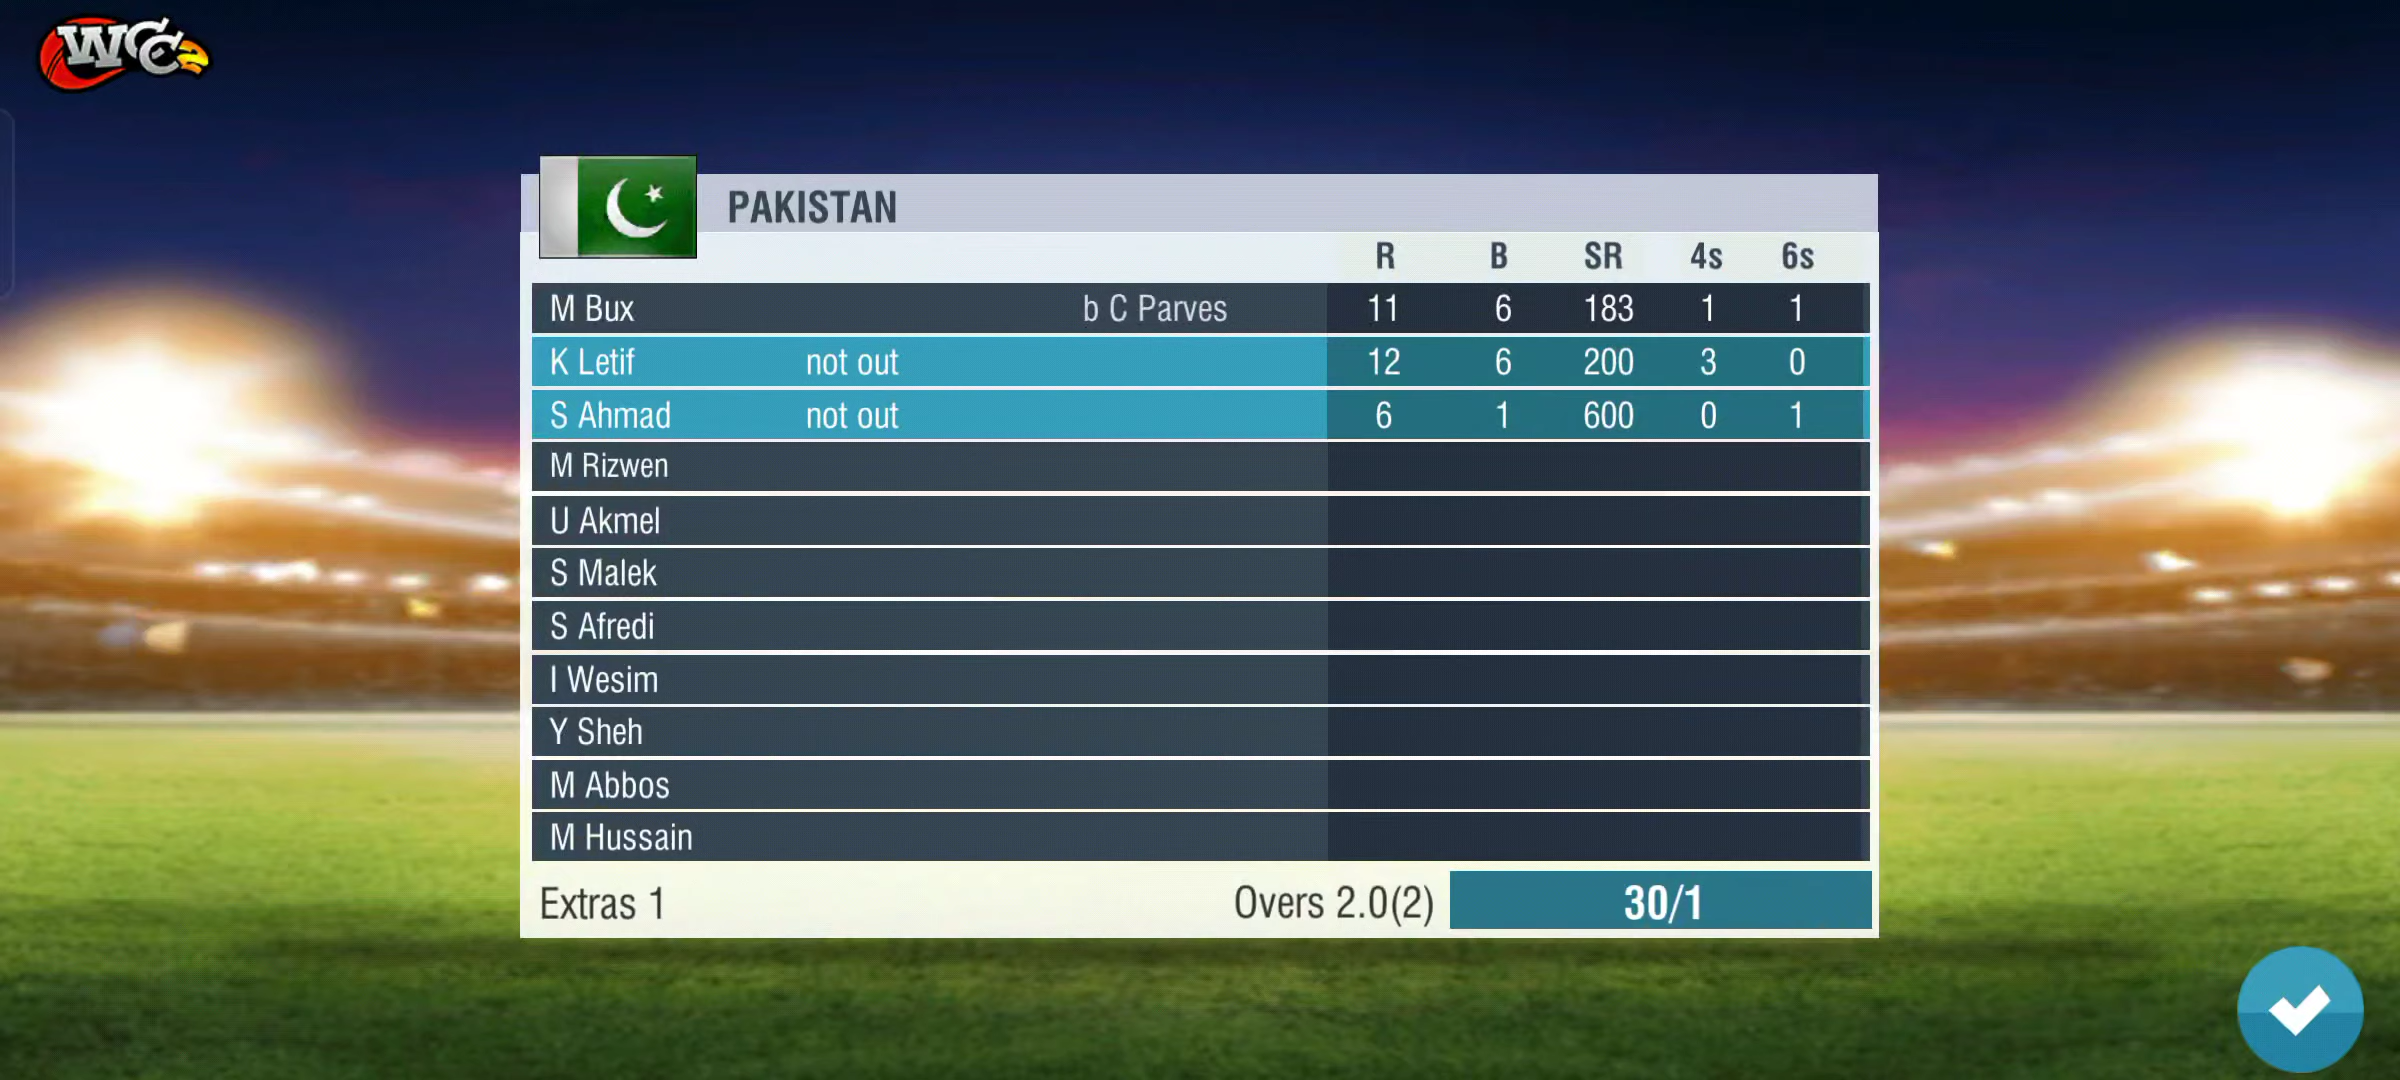 WCC2
PAKISTAN
R B SR 4s 6s
M Bux b C Parves 11 6 183 1 1
K Letif not out 12 6 200 3 0
S Ahmad not out 6 1 600 0 1
M Rizwen
U Akmel
S Malek
S Afredi
I Wesim
Y Sheh
M Abbos
M Hussain
Extras 1 Overs 2.0(2) 30/1